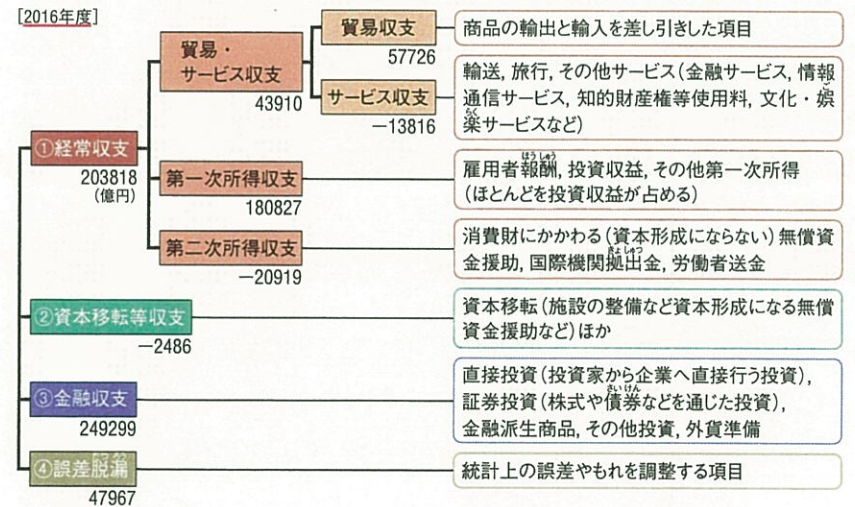 ［2016年度］
貿易収支
57726
商品の輸出と輸入を差し引きした項目
貿易・
サービス収支
43910
サービス収支
−13816
輸送, 旅行, その他サービス（金融サービス, 情報
通信サービス, 知的財産権等使用料, 文化・娯
楽サービスなど）
①経常収支
203818
（億円）
第一次所得収支
180827
雇用者報酬, 投資収益, その他第一次所得
（ほとんどを投資収益が占める）
第二次所得収支
−20919
消費財にかかわる（資本形成にならない）無償資
金援助, 国際機関拠出金, 労働者送金
②資本移転等収支
−2486
資本移転（施設の整備など資本形成になる無償
資金援助など）ほか
③金融収支
249299
直接投資（投資家から企業へ直接行う投資）,
証券投資（株式や債券などを通じた投資）,
金融派生商品, その他投資, 外貨準備
④誤差脱漏
47967
統計上の誤差やもれを調整する項目